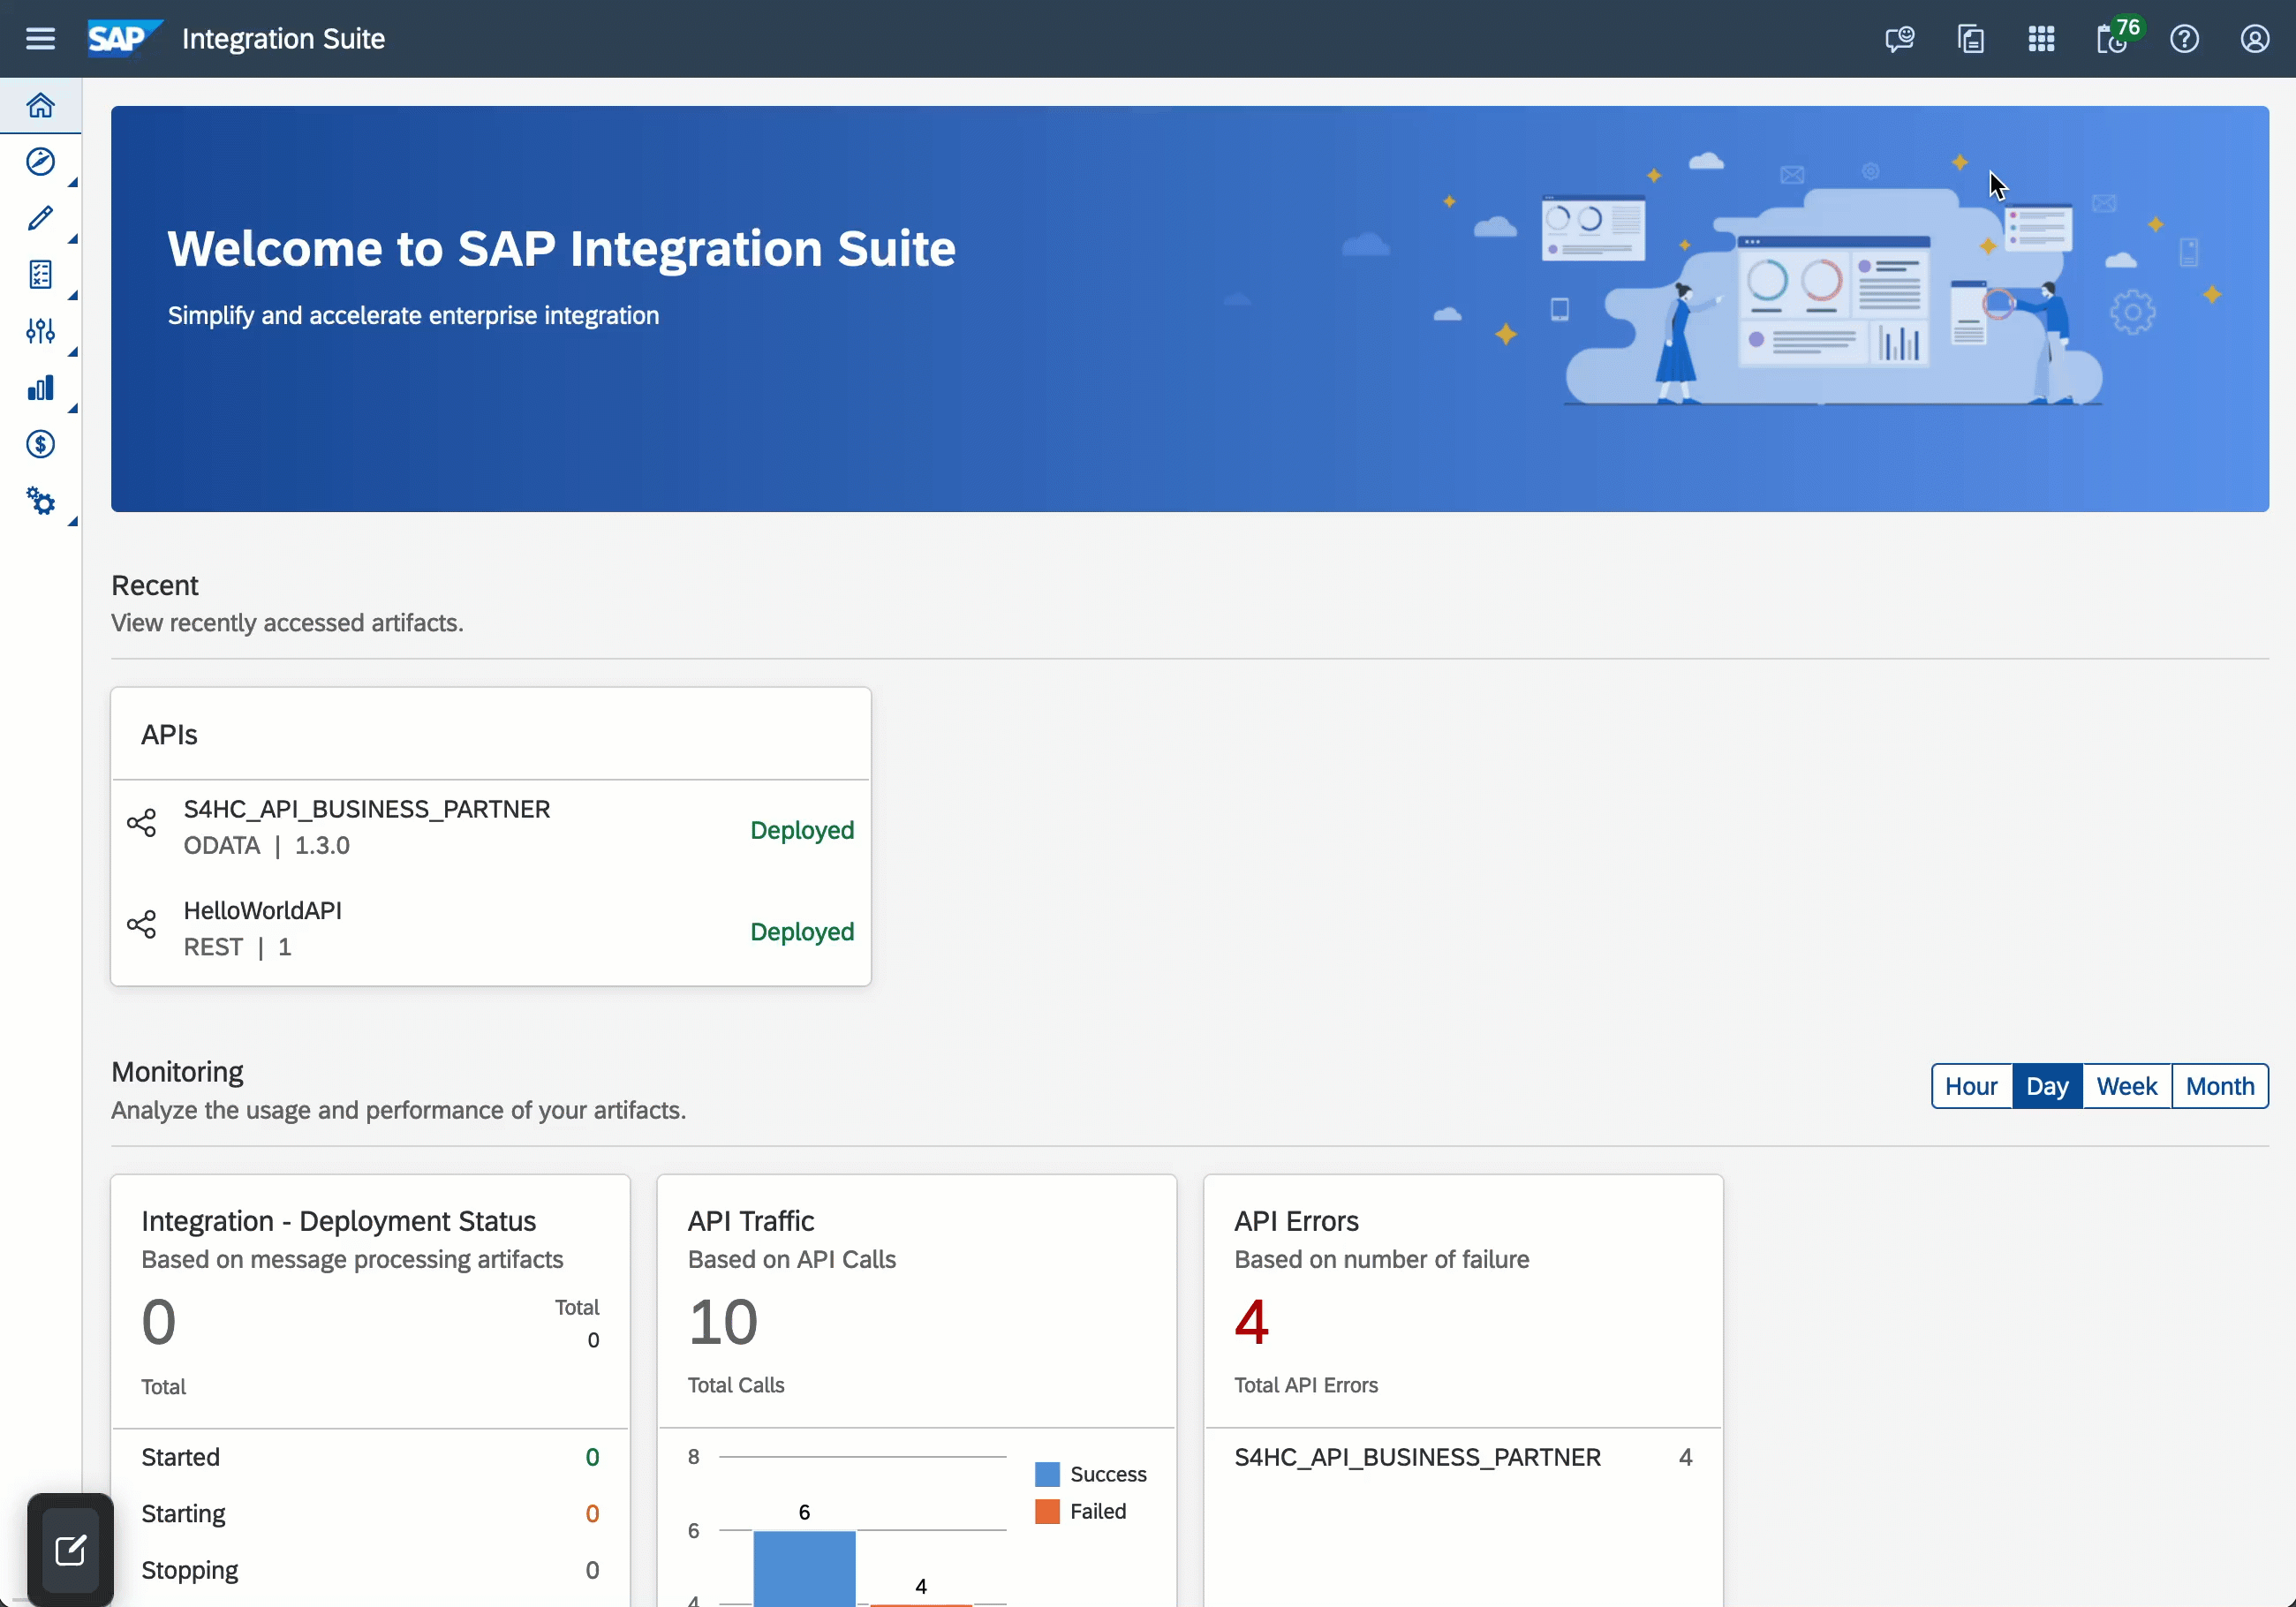 SAP Integration Suite
76
Welcome to SAP Integration Suite
Simplify and accelerate enterprise integration
Recent
View recently accessed artifacts.
APIs
S4HC_API_BUSINESS_PARTNER
ODATA | 1.3.0
Deployed
HelloWorldAPI
REST | 1
Deployed
Monitoring
Analyze the usage and performance of your artifacts.
Hour Day Week Month
Integration - Deployment Status
Based on message processing artifacts
0
Total
0
Total
Started 0
Starting 0
Stopping 0
API Traffic
Based on API Calls
10
Total Calls
8
6
4
6
4
Success
Failed
API Errors
Based on number of failure
4
Total API Errors
S4HC_API_BUSINESS_PARTNER 4